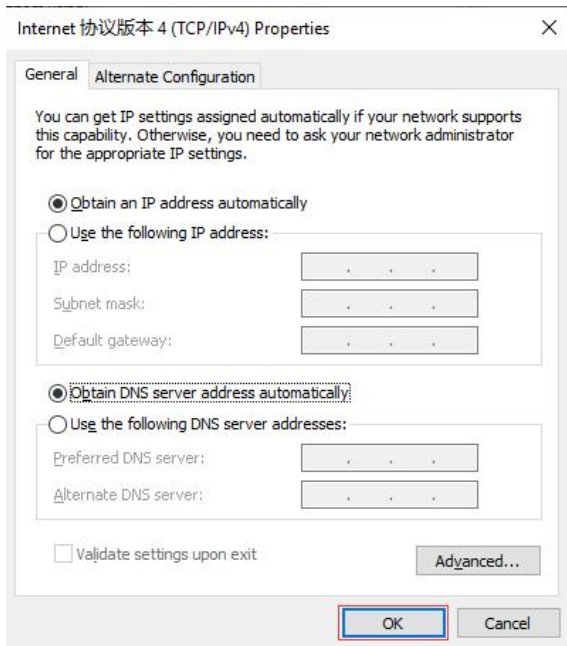 Internet 协议版本 4 (TCP/IPv4) Properties
General
Alternate Configuration
You can get IP settings assigned automatically if your network supports
this capability. Otherwise, you need to ask your network administrator
for the appropriate IP settings.
Obtain an IP address automatically
Use the following IP address:
IP address:
Subnet mask:
Default gateway:
Obtain DNS server address automatically
Use the following DNS server addresses:
Preferred DNS server:
Alternate DNS server:
Validate settings upon exit
Advanced...
OK
Cancel